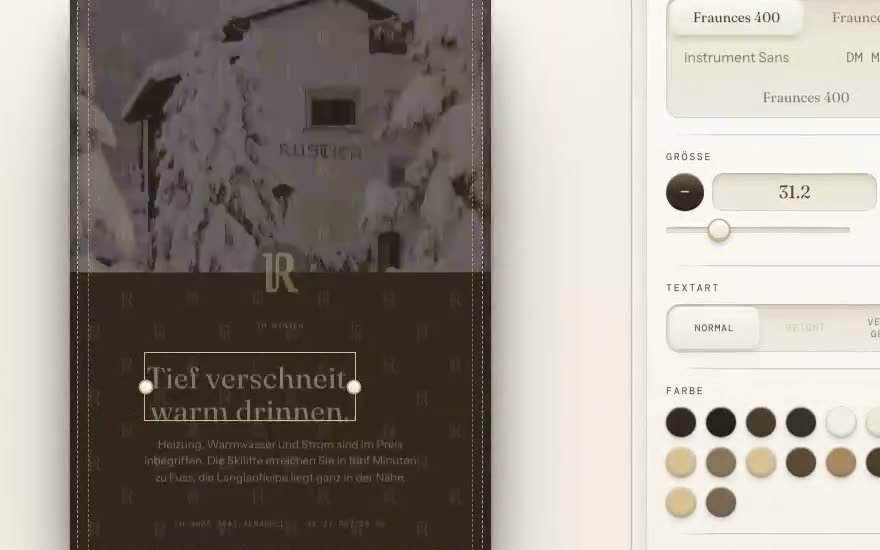 Fraunces 400
Instrument Sans
Fraunces 400
GRÖSSE
31.2
TEXTART
NORMAL
FARBE
IM WINTER
Tief verschneit,
warm drinnen.
Heizung, Warmwasser und Strom sind im Preis
inbegriffen. Die Skilifte erreichen Sie in fünf Minuten
zu Fuss, die Langlaufloipe liegt ganz in der Nähe.